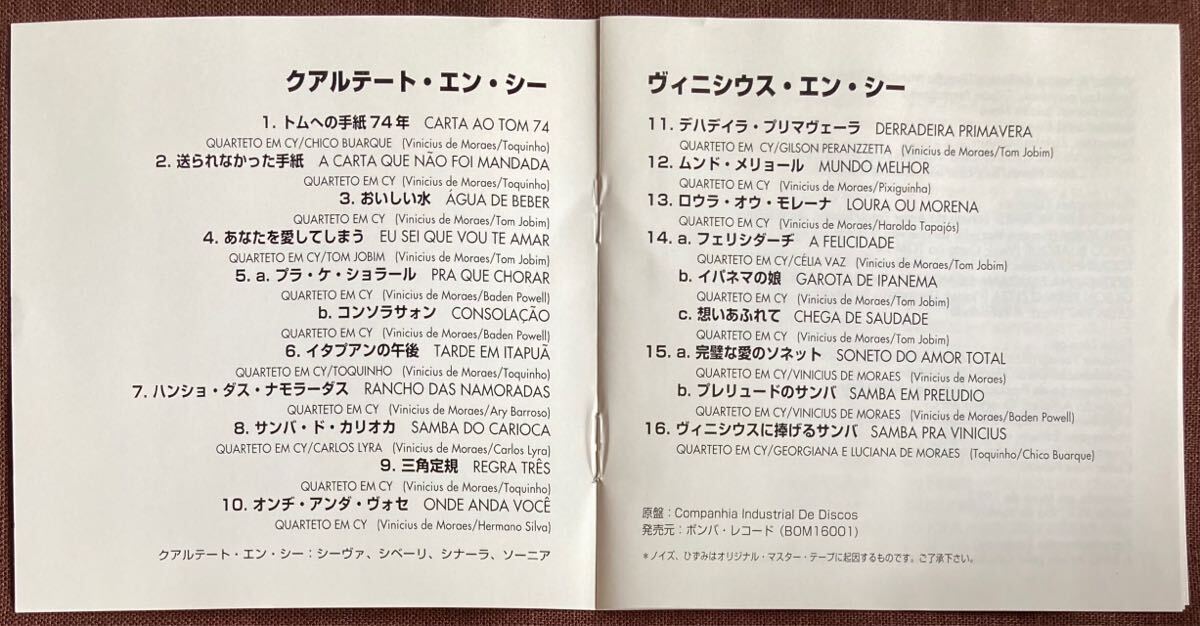 クアルテート・エン・シー
1. トムへの手紙74年 CARTA AO TOM 74
QUARTETO EM CY/CHICO BUARQUE (Vinicius de Moraes/Toquinho)
2. 送られなかった手紙 A CARTA QUE NÃO FOI MANDADA
QUARTETO EM CY (Vinicius de Moraes/Toquinho)
3. おいしい水 ÁGUA DE BEBER
QUARTETO EM CY (Vinicius de Moraes/Tom Jobim)
4. あなたを愛してしまう EU SEI QUE VOU TE AMAR
QUARTETO EM CY/TOM JOBIM (Vinicius de Moraes/Tom Jobim)
5. a. プラ・ケ・ショラール PRA QUE CHORAR
QUARTETO EM CY (Vinicius de Moraes/Baden Powell)
b. コンソラサォン CONSOLAÇÃO
QUARTETO EM CY (Vinicius de Moraes/Baden Powell)
6. イタプアンの午後 TARDE EM ITAPUÃ
QUARTETO EM CY/TOQUINHO (Vinicius de Moraes/Toquinho)
7. ハンショ・ダス・ナモラーダス RANCHO DAS NAMORADAS
QUARTETO EM CY (Vinicius de Moraes/Ary Barroso)
8. サンバ・ド・カリオカ SAMBA DO CARIOCA
QUARTETO EM CY/CARLOS LYRA (Vinicius de Moraes/Carlos Lyra)
9. 三角定規 REGRA TRÊS
QUARTETO EM CY (Vinicius de Moraes/Toquinho)
10. オンヂ・アンダ・ヴォセ ONDE ANDA VOCÊ
QUARTETO EM CY (Vinicius de Moraes/Hermano Silva)
クアルテート・エン・シー：シーヴァ、シベーリ、シナーラ、ソーニア
ヴィニシウス・エン・シー
11. デハデイラ・プリマヴェーラ DERRADEIRA PRIMAVERA
QUARTETO EM CY/GILSON PERANZZETTA (Vinicius de Moraes/Tom Jobim)
12. ムンド・メリョール MUNDO MELHOR
QUARTETO EM CY (Vinicius de Moraes/Pixiguinha)
13. ロウラ・オウ・モレーナ LOURA OU MORENA
QUARTETO EM CY (Vinicius de Moraes/Haroldo Tapajós)
14. a. フェリシダーヂ A FELICIDADE
QUARTETO EM CY/CÉLIA VAZ (Vinicius de Moraes/Tom Jobim)
b. イパネマの娘 GAROTA DE IPANEMA
QUARTETO EM CY (Vinicius de Moraes/Tom Jobim)
c. 想いあふれて CHEGA DE SAUDADE
QUARTETO EM CY (Vinicius de Moraes/Tom Jobim)
15. a. 完璧な愛のソネット SONETO DO AMOR TOTAL
QUARTETO EM CY/VINICIUS DE MORAES (Vinicius de Moraes)
b. プレリュードのサンバ SAMBA EM PRELUDIO
QUARTETO EM CY/VINICIUS DE MORAES (Vinicius de Moraes/Baden Powell)
16. ヴィニシウスに捧げるサンバ SAMBA PRA VINICIUS
QUARTETO EM CY/GEORGIANA E LUCIANA DE MORAES (Toquinho/Chico Buarque)
原盤：Companhia Industrial De Discos
発売元：ボンバ・レコード（BOM16001）
＊ノイズ、ひずみはオリジナル・マスター・テープに起因するものです。ご了承下さい。